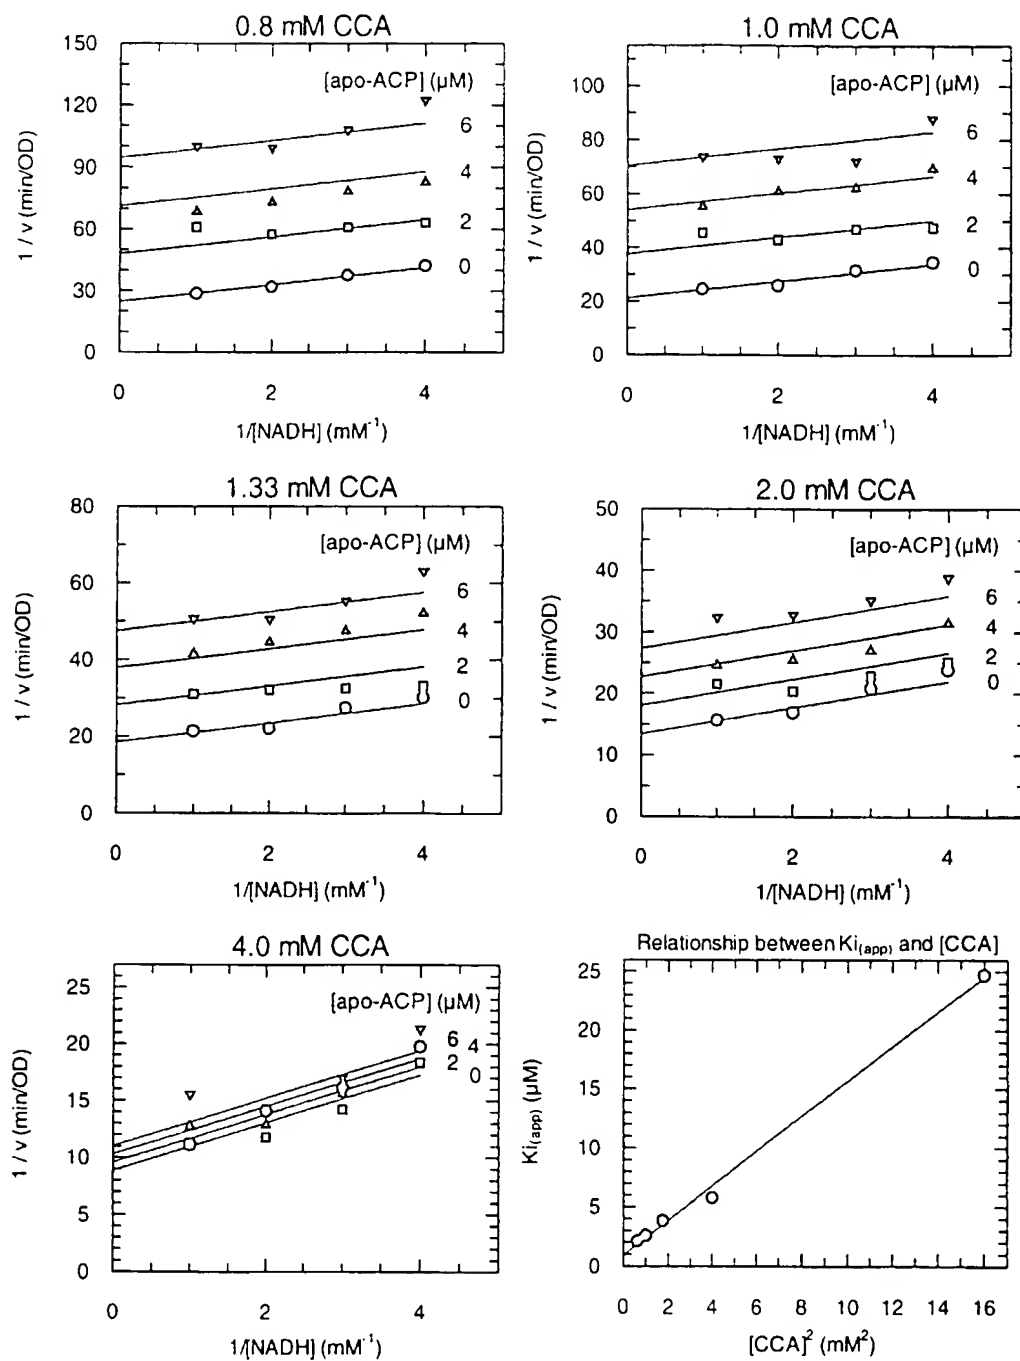 0.8 mM CCA
[apo-ACP] (µM)
150
120
90
60
30
0
6
4
2
0
1 / v (min/OD)
0 2 4
1/[NADH] (mM⁻¹)
1.0 mM CCA
[apo-ACP] (µM)
100
80
60
40
20
0
6
4
2
0
1 / v (min/OD)
0 2 4
1/[NADH] (mM⁻¹)
1.33 mM CCA
[apo-ACP] (µM)
80
60
40
20
0
6
4
2
0
1 / v (min/OD)
0 2 4
1/[NADH] (mM⁻¹)
2.0 mM CCA
[apo-ACP] (µM)
50
40
30
20
10
0
6
4
2
0
1 / v (min/OD)
0 2 4
1/[NADH] (mM⁻¹)
4.0 mM CCA
[apo-ACP] (µM)
25
20
15
10
5
0
6 4
2 0
1 / v (min/OD)
0 2 4
1/[NADH] (mM⁻¹)
Relationship between Ki(app) and [CCA]
25
20
15
10
5
0
Ki(app) (µM)
0 2 4 6 8 10 12 14 16
[CCA]² (mM²)